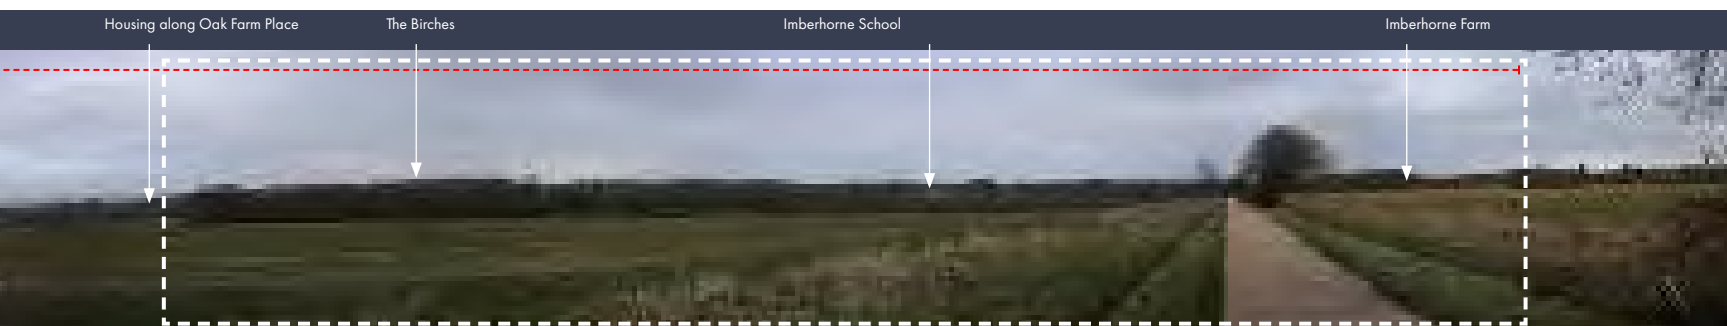 Housing along Oak Farm Place
The Birches
Imberhorne School
Imberhorne Farm